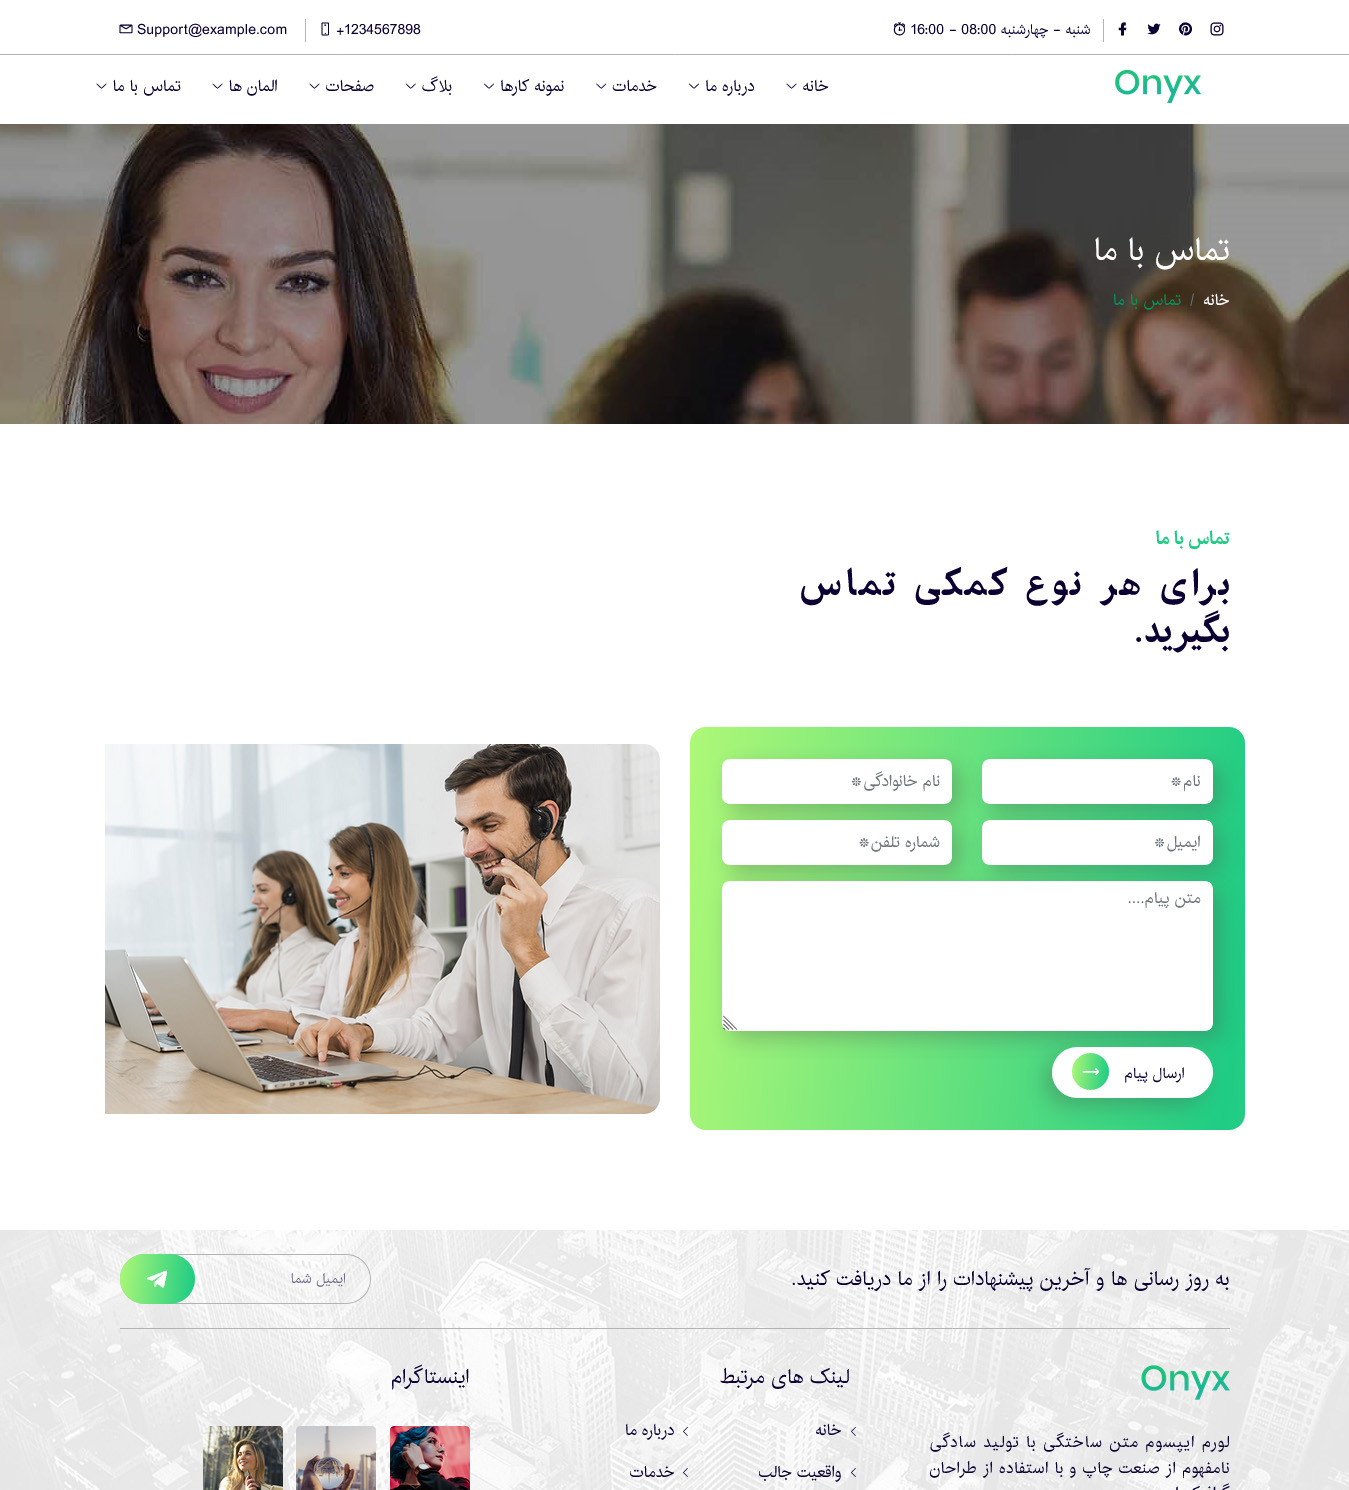 شنبه - چهارشنبه 08:00 - 16:00
+1234567898
Support@example.com
Onyx
خانه
درباره ما
خدمات
نمونه کارها
بلاگ
صفحات
المان ها
تماس با ما
تماس با ما
خانه / تماس با ما
تماس با ما
برای هر نوع کمکی تماس
بگیرید.
نام*
نام خانوادگی*
ایمیل*
شماره تلفن*
متن پیام....
ارسال پیام
به روز رسانی ها و آخرین پیشنهادات را از ما دریافت کنید.
ایمیل شما
Onyx
لورم ایپسوم متن ساختگی با تولید سادگی
نامفهوم از صنعت چاپ و با استفاده از طراحان
لینک های مرتبط
خانه
درباره ما
واقعیت جالب
خدمات
اینستاگرام